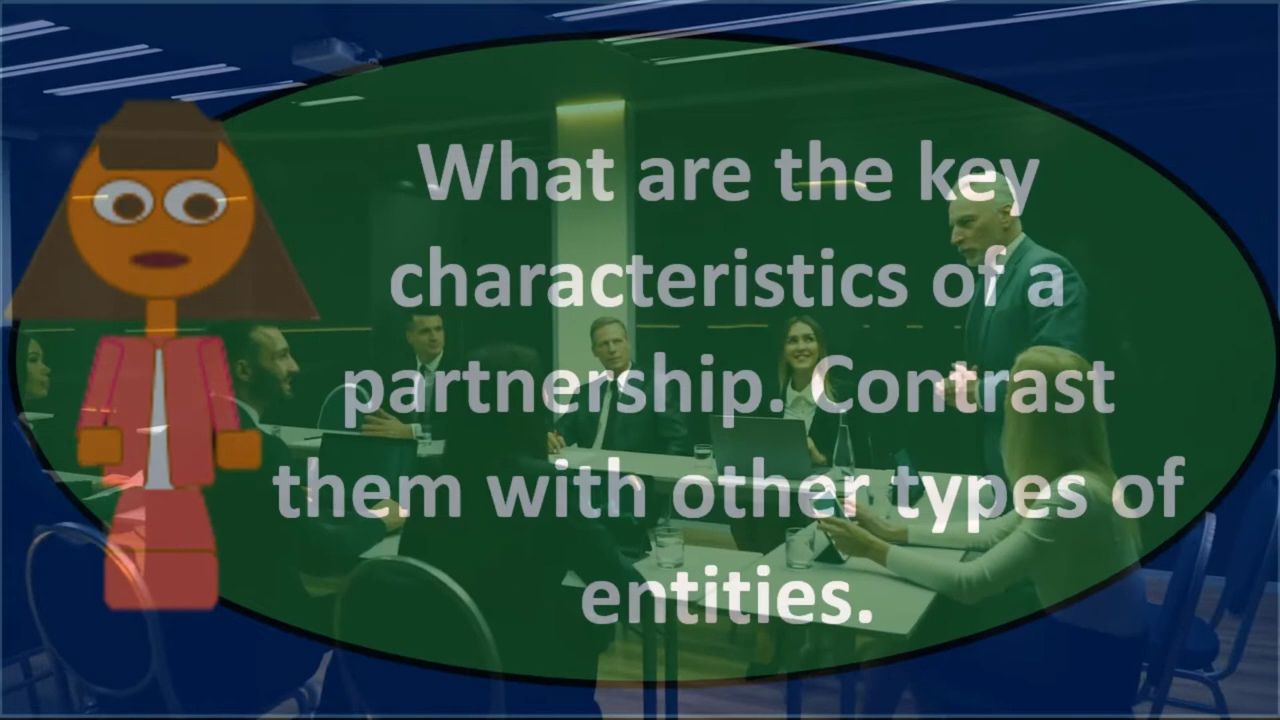 What are the key
characteristics of a
partnership. Contrast
them with other types of
entities.